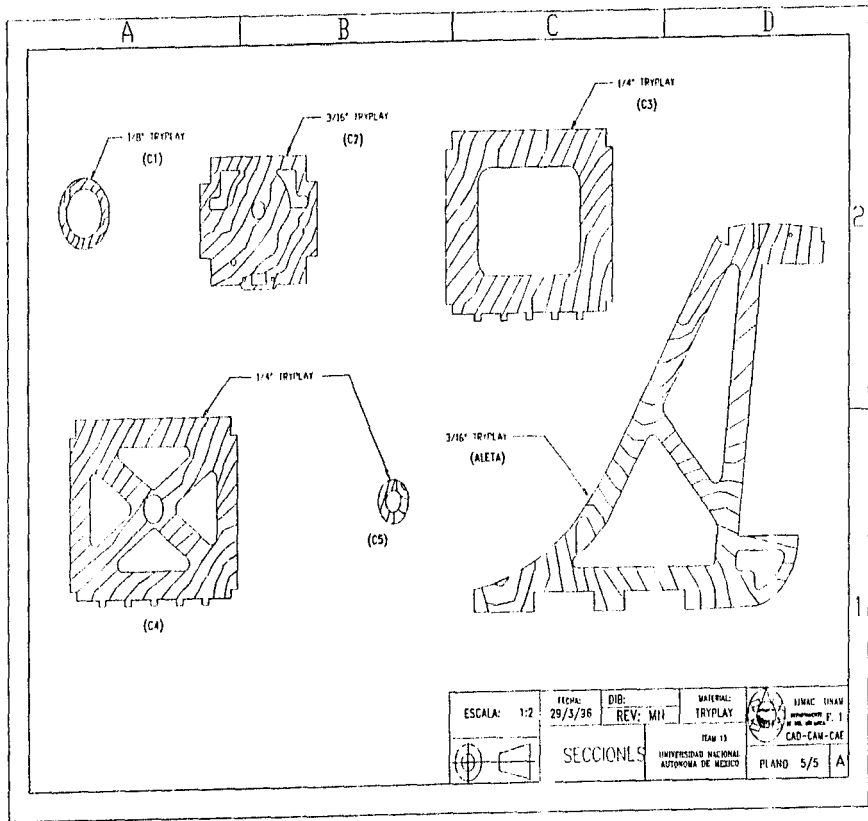 A B C D
1/8" TRYPLAY
(C1)
3/16" TRYPLAY
(C2)
1/4" TRYPLAY
(C3)
2
1/4" TRYPLAY
3/16" TRYPLAY
(ALETA)
(C5)
(C4)
1
ESCALA: 1:2
FECHA:
29/3/96
DIB:
REV: MN
MATERIAL:
TRYPLAY
UNAM
F. I
CAD-CAM-CAE
SECCIONES
TEAM 13
UNIVERSIDAD NACIONAL
AUTONOMA DE MEXICO
PLANO 5/5 A